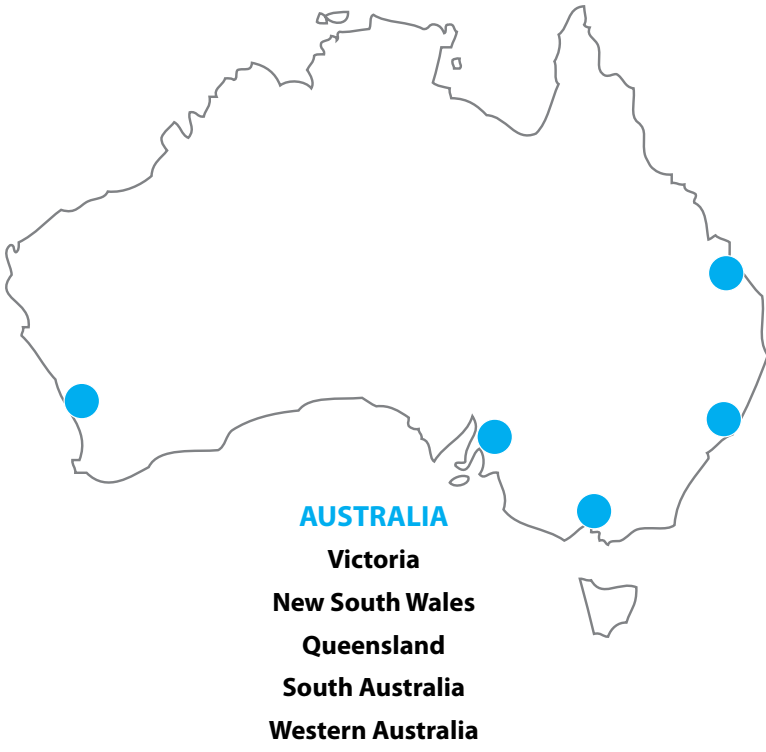 AUSTRALIA
Victoria
New South Wales
Queensland
South Australia
Western Australia